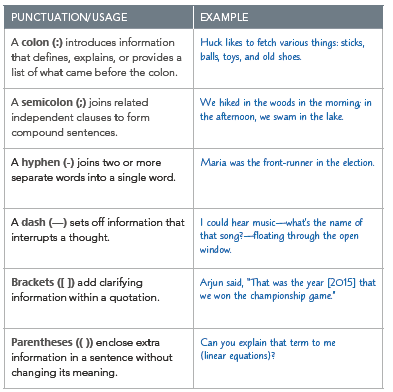 PUNCTUATION/USAGE EXAMPLE
A colon (:) introduces information
that defines, explains, or provides a
list of what came before the colon.
Huck likes to fetch various things: sticks,
balls, toys, and old shoes.
A semicolon (;) joins related
independent clauses to form
compound sentences.
We hiked in the woods in the morning; in
the afternoon, we swam in the lake.
A hyphen (-) joins two or more
separate words into a single word.
Maria was the front-runner in the election.
A dash (—) sets off information that
interrupts a thought.
I could hear music—what's the name of
that song?—floating through the open
window.
Brackets ([ ]) add clarifying
information within a quotation.
Arjun said, "That was the year [2015] that
we won the championship game."
Parentheses (( )) enclose extra
information in a sentence without
changing its meaning.
Can you explain that term to me
(linear equations)?